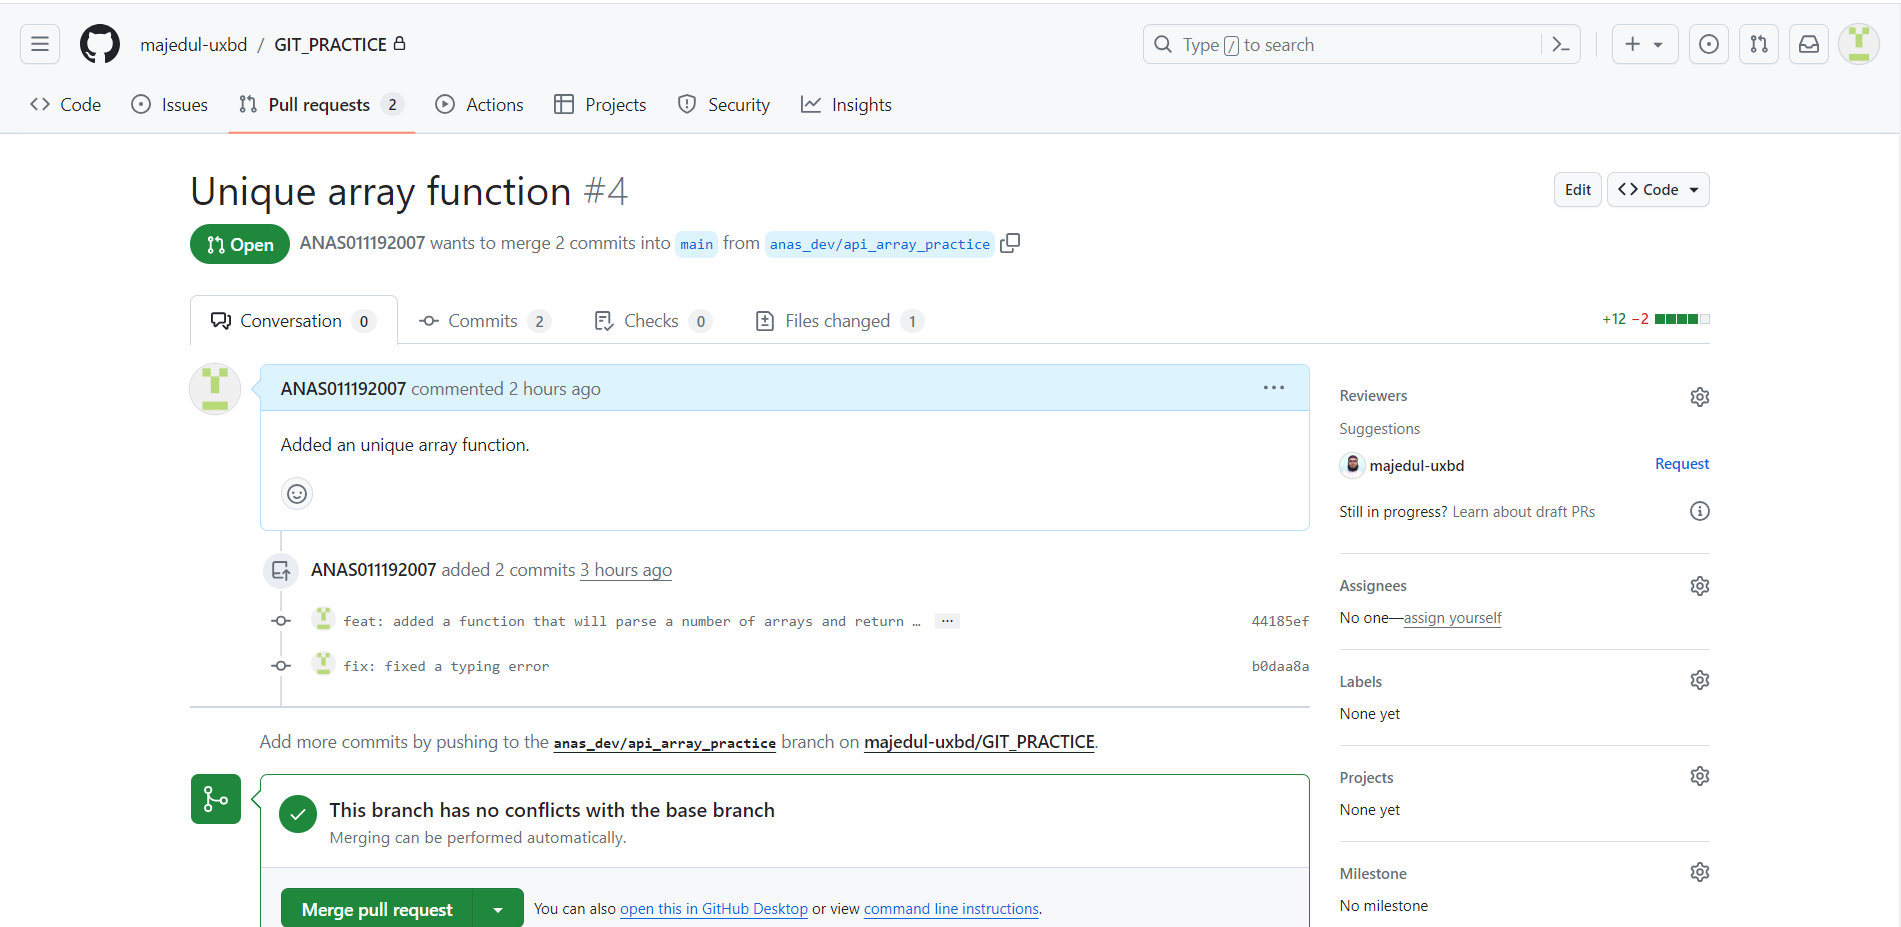 majedul-uxbd / GIT_PRACTICE
Type / to search
Code Issues Pull requests 2 Actions Projects Security Insights
Unique array function #4
Edit Code
Open ANAS011192007 wants to merge 2 commits into main from anas_dev/api_array_practice
Conversation 0 Commits 2 Checks 0 Files changed 1
+12 −2
ANAS011192007 commented 2 hours ago
Added an unique array function.
ANAS011192007 added 2 commits 3 hours ago
feat: added a function that will parse a number of arrays and return … ... 44185ef
fix: fixed a typing error b0daa8a
Add more commits by pushing to the anas_dev/api_array_practice branch on majedul-uxbd/GIT_PRACTICE.
This branch has no conflicts with the base branch
Merging can be performed automatically.
Merge pull request You can also open this in GitHub Desktop or view command line instructions.
Reviewers
Suggestions
majedul-uxbd Request
Still in progress? Learn about draft PRs
Assignees
No one—assign yourself
Labels
None yet
Projects
None yet
Milestone
No milestone